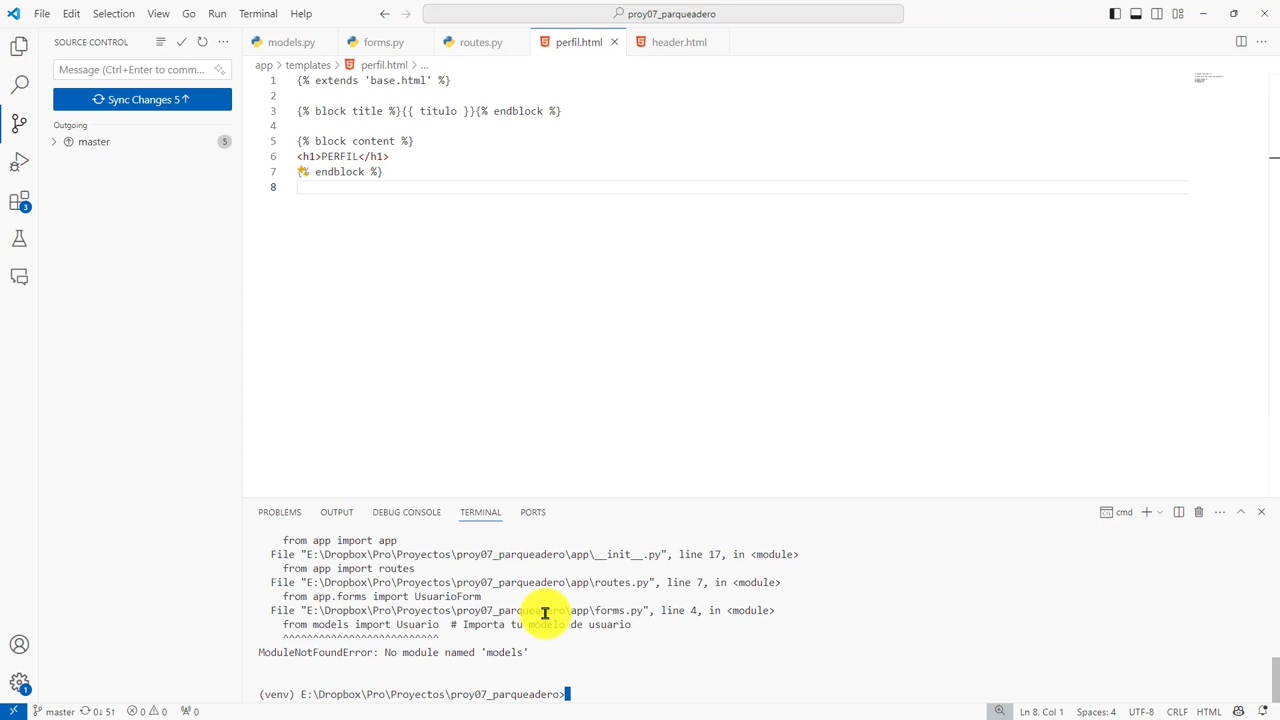 File Edit Selection View Go Run Terminal Help
proy07_parqueadero
SOURCE CONTROL
models.py forms.py routes.py perfil.html header.html
Message (Ctrl+Enter to comm...
app > templates > perfil.html > ...
Sync Changes 5↑
Outgoing
master 5
3
1 {% extends 'base.html' %}
2
3 {% block title %}{{ titulo }}{% endblock %}
4
5 {% block content %}
6 <h1>PERFIL</h1>
7 {% endblock %}
8
PROBLEMS OUTPUT DEBUG CONSOLE TERMINAL PORTS
cmd
from app import app
File "E:\Dropbox\Pro\Proyectos\proy07_parqueadero\app\__init__.py", line 17, in <module>
from app import routes
File "E:\Dropbox\Pro\Proyectos\proy07_parqueadero\app\routes.py", line 7, in <module>
from app.forms import UsuarioForm
File "E:\Dropbox\Pro\Proyectos\proy07_parqueadero\app\forms.py", line 4, in <module>
from models import Usuario # Importa tu modelo de usuario
^^^^^^^^^^^^^^^^^^^^^^^^^^
ModuleNotFoundError: No module named 'models'
(venv) E:\Dropbox\Pro\Proyectos\proy07_parqueadero>
1
master 0↓ 5↑ 0 0 0 Ln 8, Col 1 Spaces: 4 UTF-8 CRLF HTML